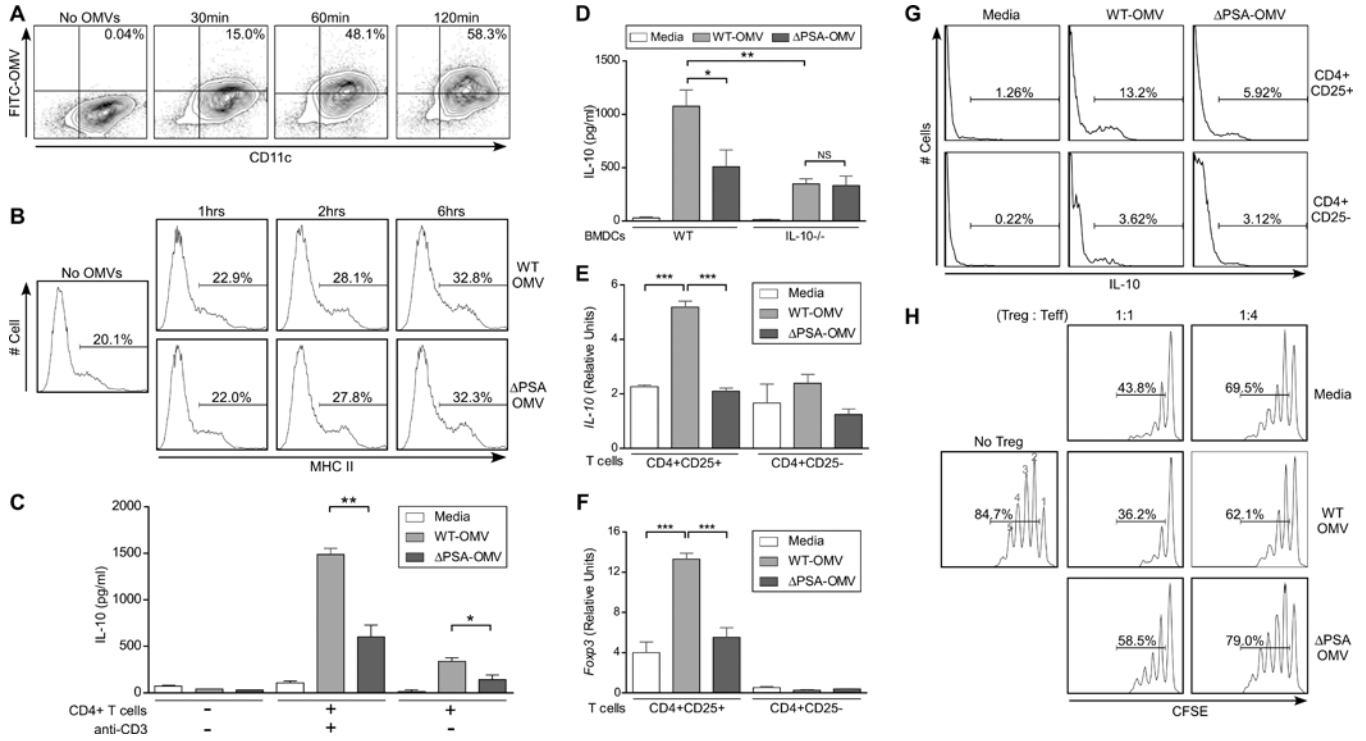 A
No OMVs 30min 60min 120min
0.04% 15.0% 48.1% 58.3%
FITC-OMV
CD11c
B
1hrs 2hrs 6hrs
No OMVs
20.1%
22.9% 28.1% 32.8%
WT
OMV
22.0% 27.8% 32.3%
ΔPSA
OMV
# Cell
MHC II
C
2000
1500
1000
500
0
IL-10 (pg/ml)
Media
WT-OMV
ΔPSA-OMV
**
*
CD4+ T cells - + +
anti-CD3 - + -
D
Media WT-OMV ΔPSA-OMV
1500
1000
500
0
IL-10 (pg/ml)
**
*
NS
BMDCs WT IL-10-/-
E
8
6
4
2
0
IL-10 (Relative Units)
*** ***
Media
WT-OMV
ΔPSA-OMV
T cells CD4+CD25+ CD4+CD25-
F
16
12
8
4
0
Foxp3 (Relative Units)
*** ***
Media
WT-OMV
ΔPSA-OMV
T cells CD4+CD25+ CD4+CD25-
G
Media WT-OMV ΔPSA-OMV
1.26% 13.2% 5.92%
CD4+
CD25+
0.22% 3.62% 3.12%
CD4+
CD25-
# Cells
IL-10
H
(Treg : Teff) 1:1 1:4
43.8% 69.5%
Media
No Treg
84.7%
1
2
3
4
5
36.2% 62.1%
WT
OMV
58.5% 79.0%
ΔPSA
OMV
CFSE